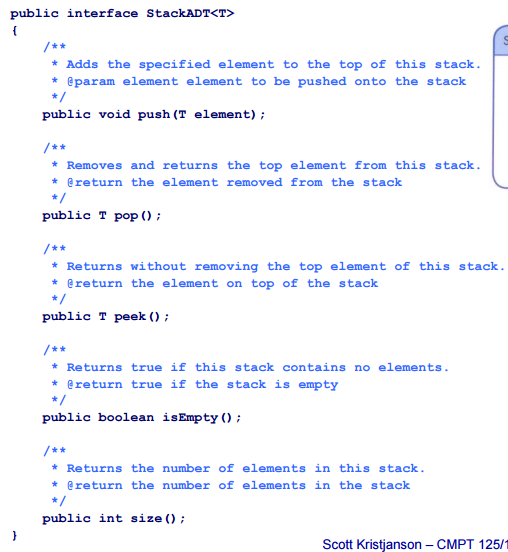 public interface StackADT<T>
{
/**
* Adds the specified element to the top of this stack.
* @param element element to be pushed onto the stack
*/
public void push(T element);
/**
* Removes and returns the top element from this stack.
* @return the element removed from the stack
*/
public T pop();
/**
* Returns without removing the top element of this stack.
* @return the element on top of the stack
*/
public T peek();
/**
* Returns true if this stack contains no elements.
* @return true if the stack is empty
*/
public boolean isEmpty();
/**
* Returns the number of elements in this stack.
* @return the number of elements in the stack
*/
public int size();
}
Scott Kristjanson – CMPT 125/1